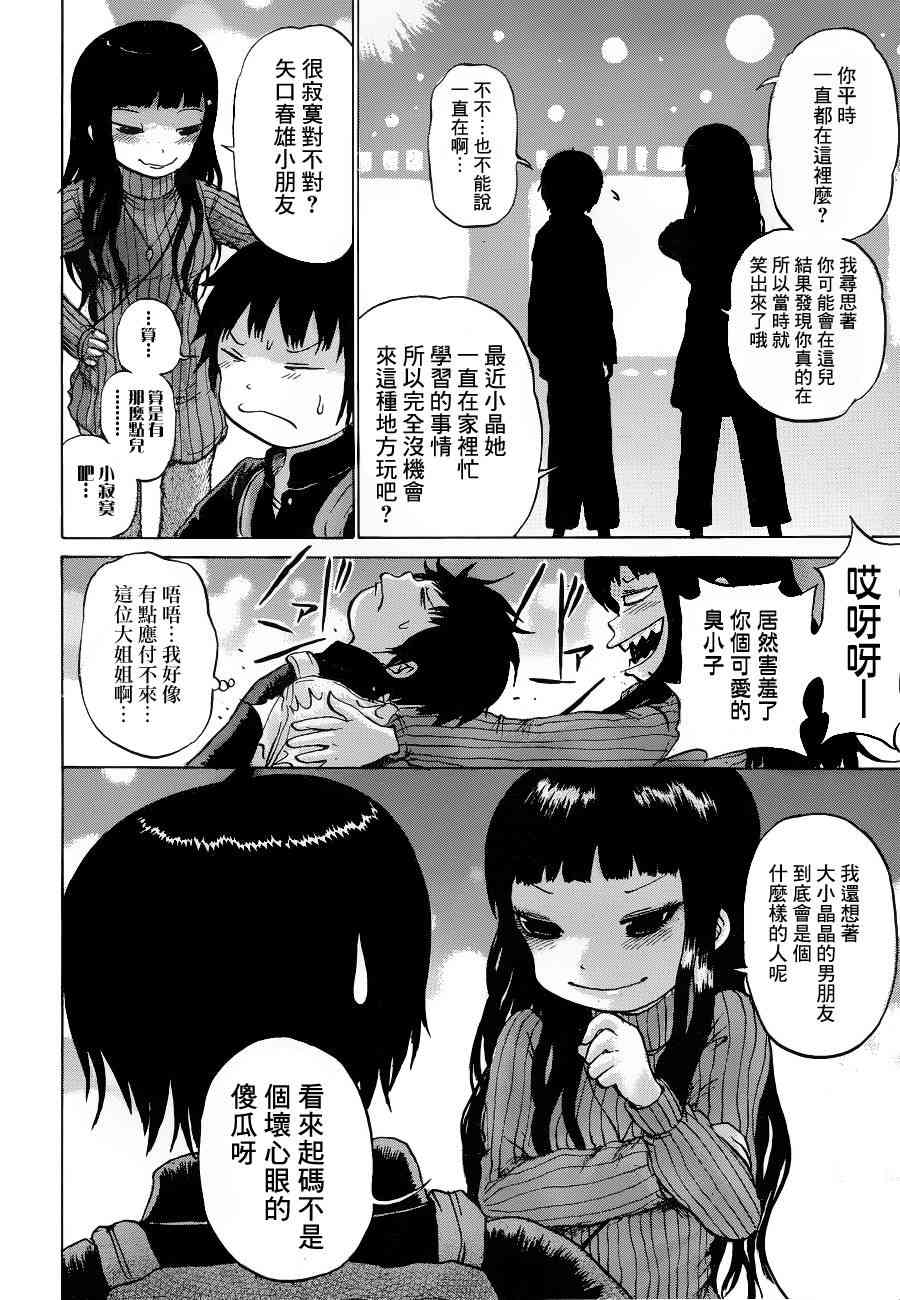 你平時
一直都在這裡麼？
我尋思著
你可能會在這兒
結果發現你真的在
所以當時就
笑出來了哦
不不…也不能說
一直在啊…
最近小晶她
一直在家裡忙
學習的事情
所以完全沒機會
來這種地方玩吧？
很寂寞對不對？
矢口春雄小朋友
…算…
算是有
那麼點兒
………
小寂寞
吧…
哎呀呀ー
居然害羞了
你個可愛的
臭小子
唔唔…我好像
有點應付不來…
這位大姐姐啊…
我還想著
大小晶晶的男朋友
到底會是個
什麼樣的人呢
看來起碼不是
個壞心眼的
傻瓜呀